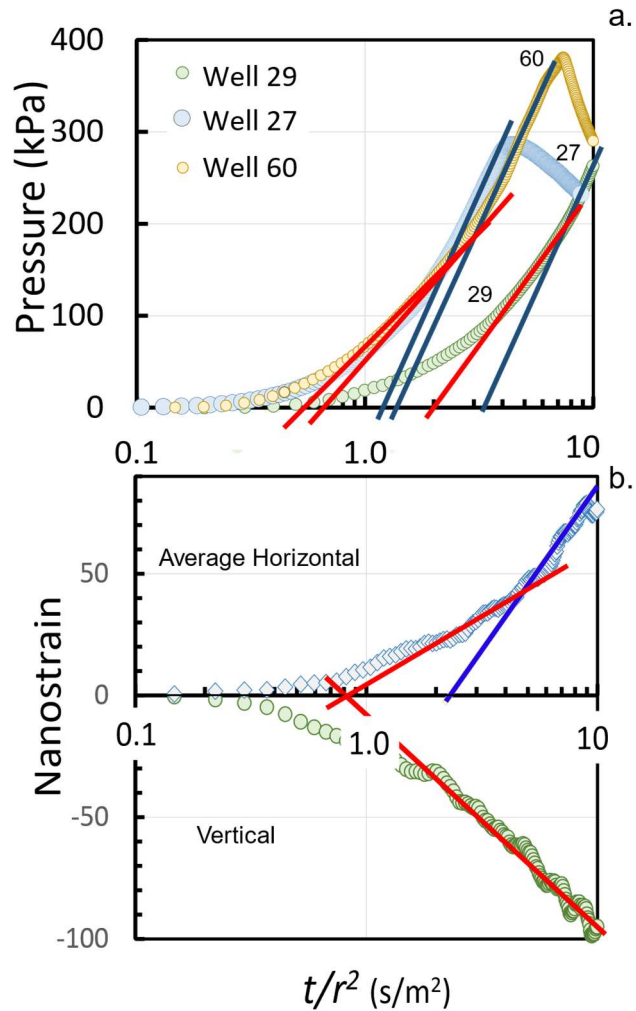 a.
400
300
200
100
0
Pressure (kPa)
Well 29
Well 27
Well 60
60
27
29
0.1
1.0
10
b.
Average Horizontal
50
0
-50
-100
Nanostrain
0.1
1.0
10
Vertical
t/r² (s/m²)